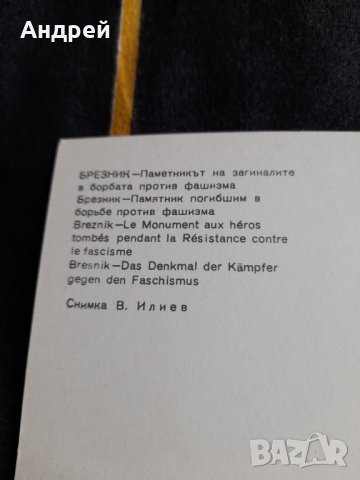 Андрей
БРЕЗНИК—Паметникът на загиналите
в борбата против фашизма
Брезник—Памятник погибшим в
борьбе против фашизма
Breznik—Le Monument aux héros
tombés pendant la Résistance contre
le fascisme
Bresnik—Das Denkmal der Kämpfer
gegen den Faschismus
Снимка В. Илиев
BAZAR